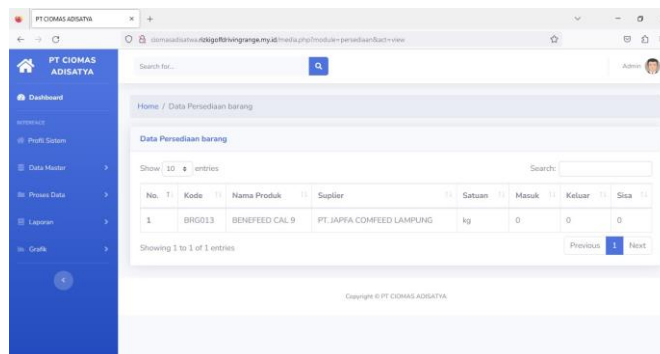 PT CIOMAS ADISATYA
ciomasadisatwa.rizkigolfdrivingrange.my.id/media.php?module=persediaan&act=view
PT CIOMAS
ADISATYA
Search for...
Admin
Dashboard
Home / Data Persediaan barang
INTERFACE
Profil Sistem
Data Persediaan barang
Data Master
Show 10 entries
Search:
Proses Data
No. Kode Nama Produk Suplier Satuan Masuk Keluar Sisa
Laporan
1 BRG013 BENEFEED CAL 9 PT. JAPFA COMFEED LAMPUNG kg 0 0 0
Grafik
Showing 1 to 1 of 1 entries
Previous 1 Next
Copyright © PT CIOMAS ADISATYA